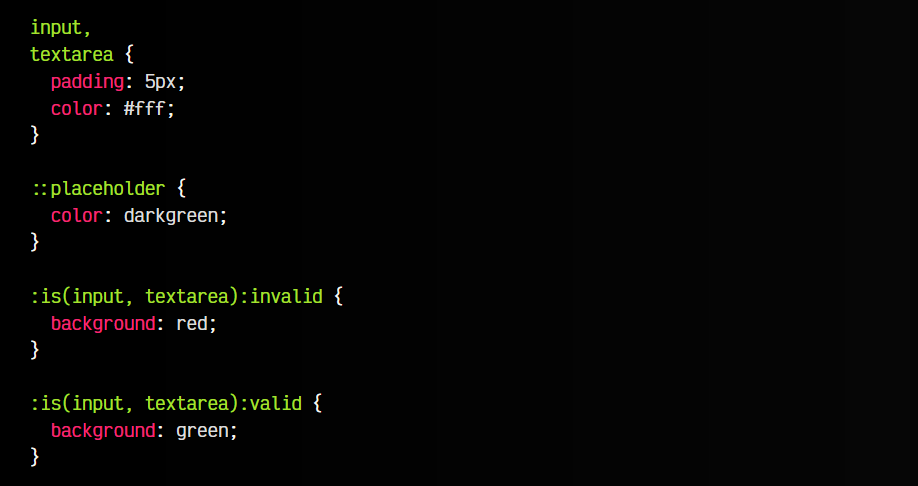 input,
textarea {
  padding: 5px;
  color: #fff;
}

::placeholder {
  color: darkgreen;
}

:is(input, textarea):invalid {
  background: red;
}

:is(input, textarea):valid {
  background: green;
}